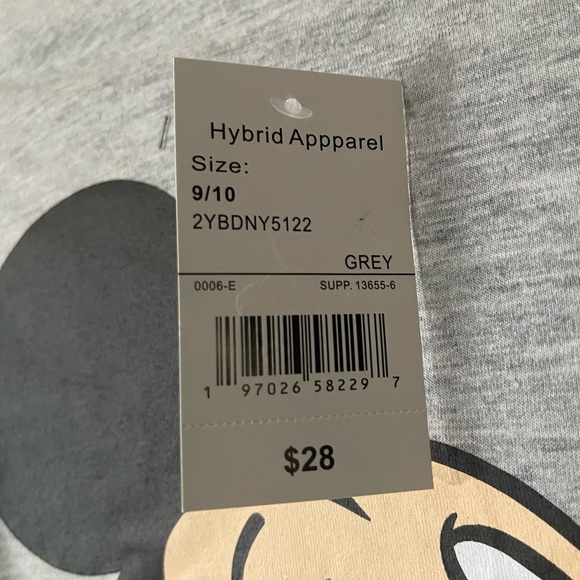 Hybrid Appparel
Size:
9/10
2YBDNY5122
GREY
0006-E SUPP. 13655-6
1 97026 58229 7
$28